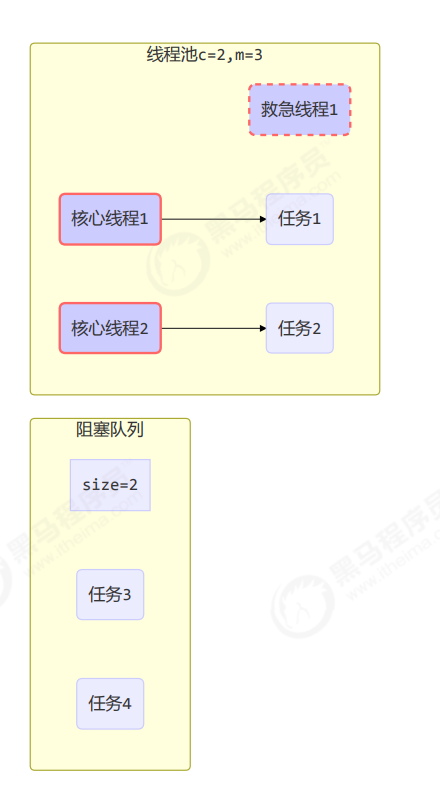 线程池c=2,m=3
救急线程1
核心线程1
任务1
核心线程2
任务2
阻塞队列
size=2
任务3
任务4
黑马程序员
www.itheima.com
黑马程序员
www.itheima.com
黑马程序员
www.itheima.com